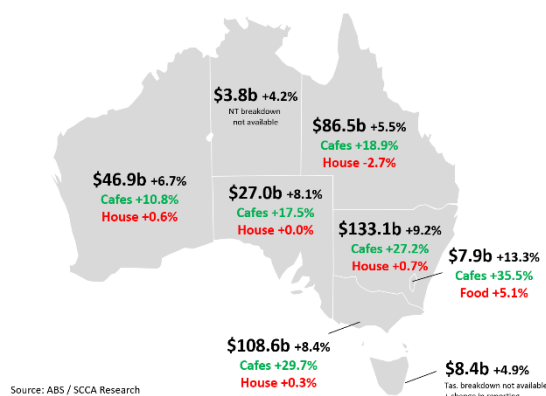 $3.8b +4.2%
NT breakdown
not available
$86.5b +5.5%
Cafes +18.9%
House -2.7%
$46.9b +6.7%
Cafes +10.8%
House +0.6%
$27.0b +8.1%
Cafes +17.5%
House +0.0%
$133.1b +9.2%
Cafes +27.2%
House +0.7%
$7.9b +13.3%
Cafes +35.5%
Food +5.1%
$108.6b +8.4%
Cafes +29.7%
House +0.3%
$8.4b +4.9%
Tas. breakdown not available
+ change in reporting
Source: ABS / SCCA Research